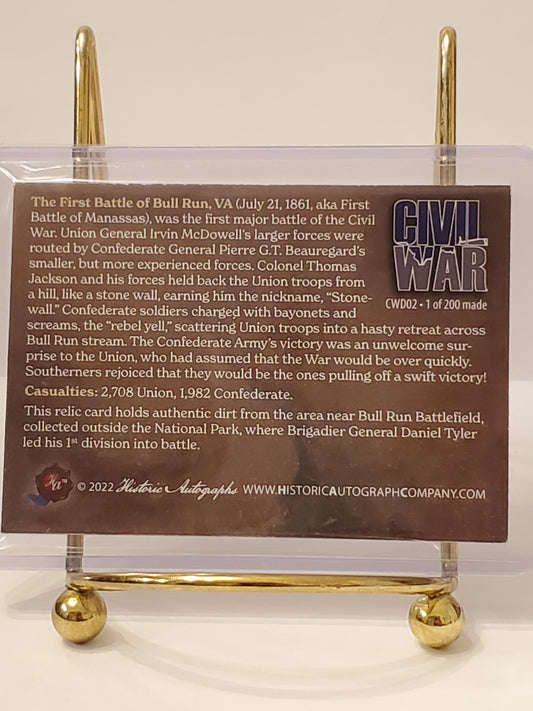 The First Battle of Bull Run, VA (July 21, 1861, aka First
Battle of Manassas), was the first major battle of the Civil
War. Union General Irvin McDowell's larger forces were
routed by Confederate General Pierre G.T. Beauregard's
smaller, but more experienced forces. Colonel Thomas
Jackson and his forces held back the Union troops from
a hill, like a stone wall, earning him the nickname, "Stone-
wall." Confederate soldiers charged with bayonets and
screams, the "rebel yell," scattering Union troops into a hasty retreat across
Bull Run stream. The Confederate Army's victory was an unwelcome sur-
prise to the Union, who had assumed that the War would be over quickly.
Southerners rejoiced that they would be the ones pulling off a swift victory!
CIVIL
WAR
CWD02 • 1 of 200 made
Casualties: 2,708 Union, 1,982 Confederate.
This relic card holds authentic dirt from the area near Bull Run Battlefield,
collected outside the National Park, where Brigadier General Daniel Tyler
led his 1st division into battle.
Ha™
© 2022 Historic Autographs WWW.HISTORICAUTOGRAPHCOMPANY.COM